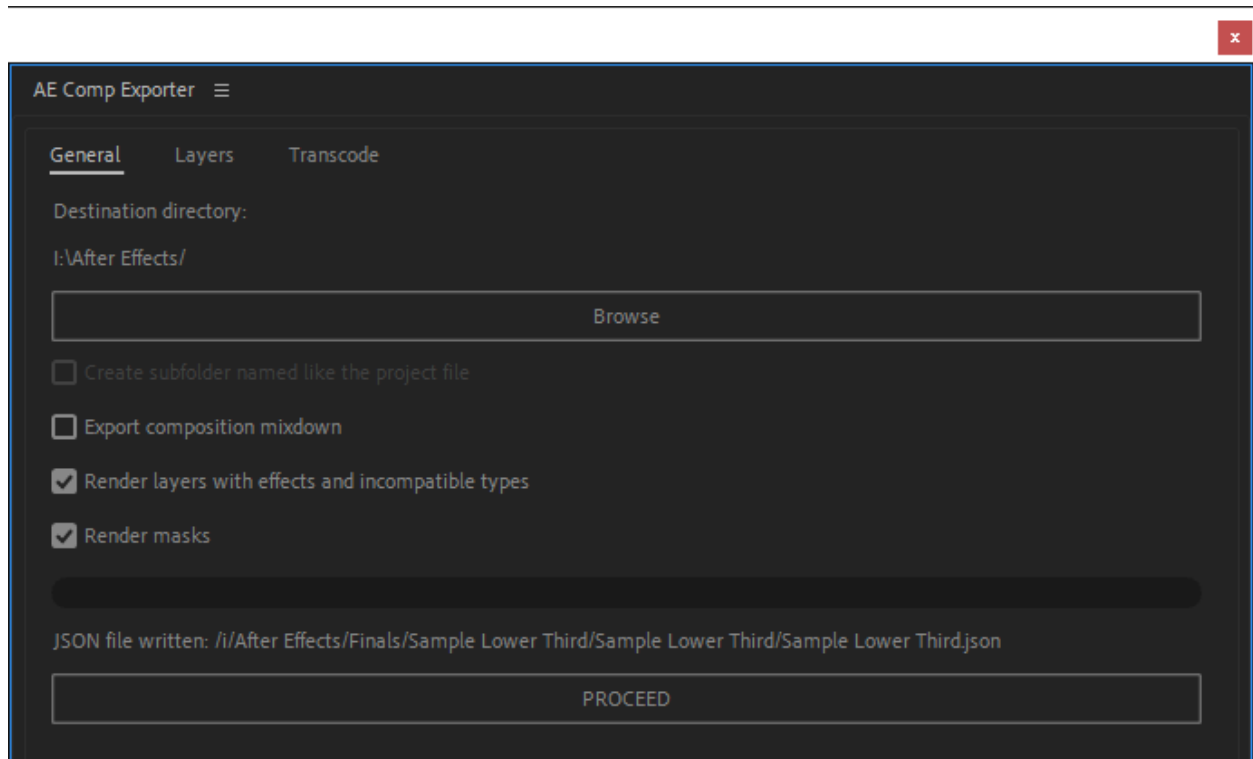 x
AE Comp Exporter ☰
General Layers Transcode
Destination directory:
I:\After Effects/
Browse
Create subfolder named like the project file
Export composition mixdown
Render layers with effects and incompatible types
Render masks
JSON file written: /i/After Effects/Finals/Sample Lower Third/Sample Lower Third/Sample Lower Third.json
PROCEED